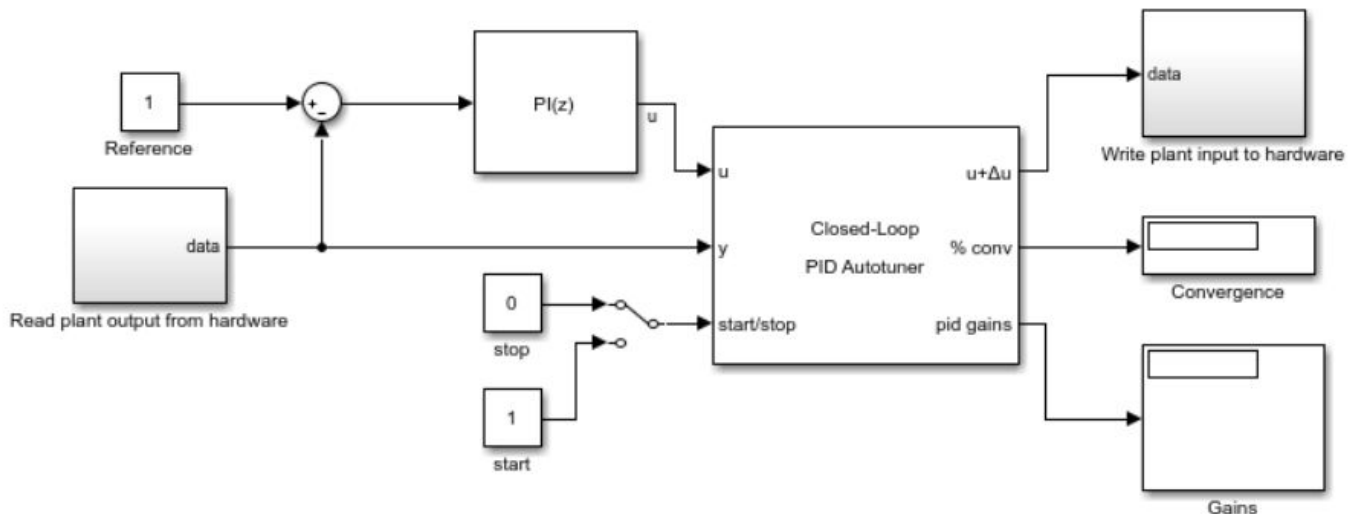 1
Reference
+
-
PI(z)
u
data
Write plant input to hardware
data
Read plant output from hardware
u
y
start/stop
Closed-Loop
PID Autotuner
u+Δu
% conv
pid gains
0
stop
1
start
Convergence
Gains